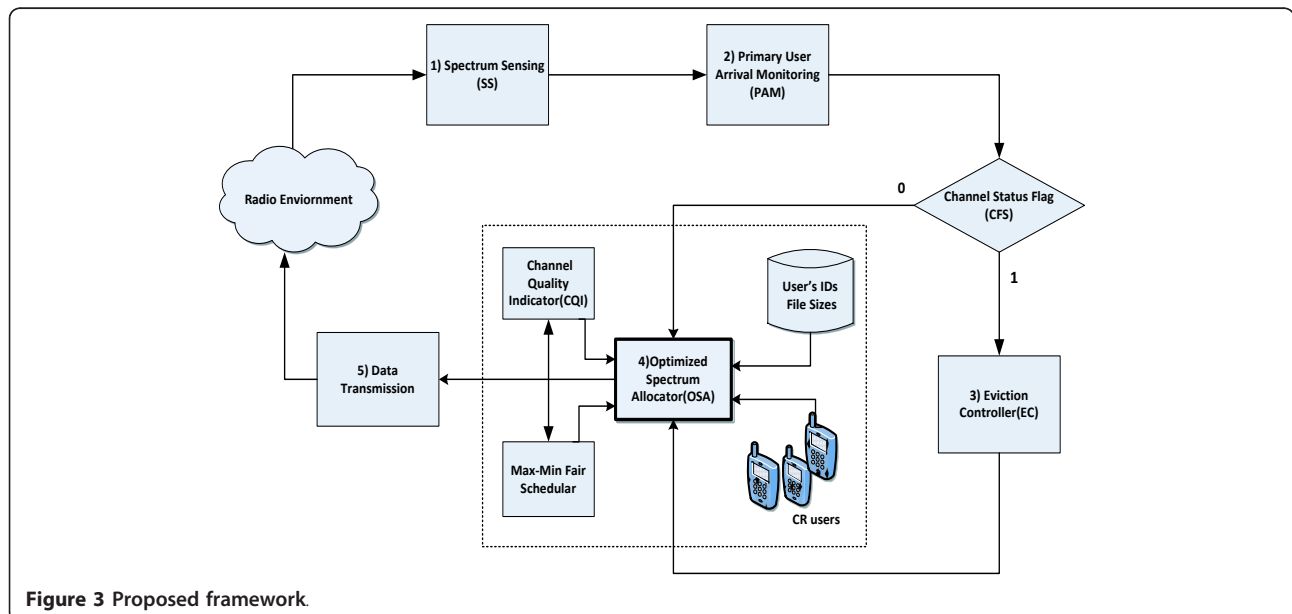 1) Spectrum Sensing
(SS)
2) Primary User
Arrival Monitoring
(PAM)
Radio Enviornment
0
Channel Status Flag
(CFS)
1
Channel
Quality
Indicator(CQI)
User's IDs
File Sizes
4)Optimized
Spectrum
Allocator(OSA)
5) Data
Transmission
3) Eviction
Controller(EC)
Max-Min Fair
Schedular
CR users
Figure 3 Proposed framework.